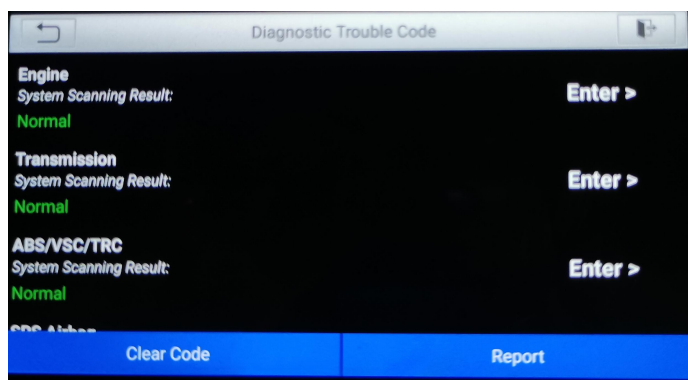 Diagnostic Trouble Code
Engine
System Scanning Result:
Enter >
Normal
Transmission
System Scanning Result:
Enter >
Normal
ABS/VSC/TRC
System Scanning Result:
Enter >
Normal
Clear Code
Report